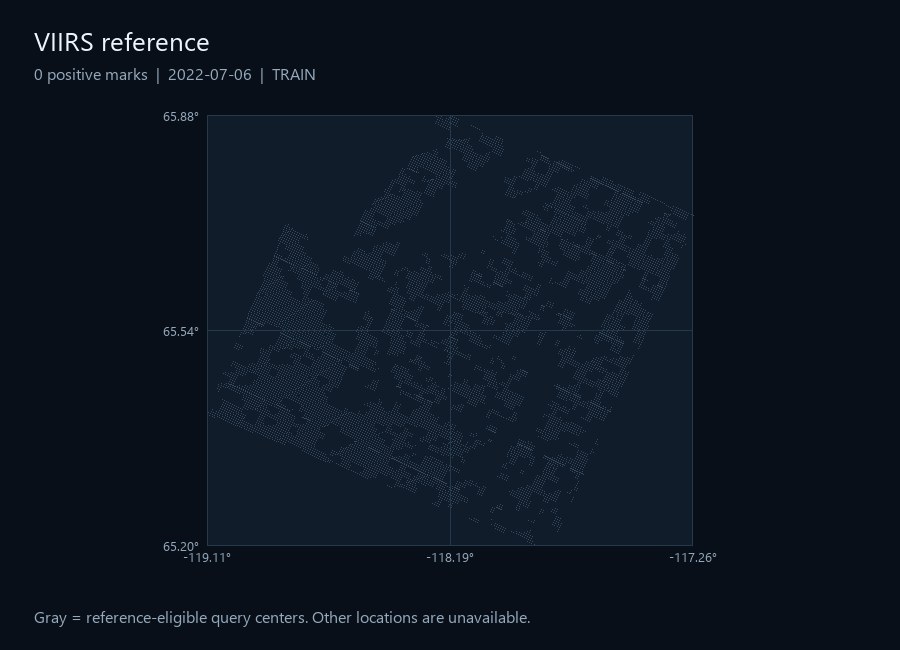 VIIRS reference
0 positive marks | 2022-07-06 | TRAIN
65.88°
65.54°
65.20°
-119.11° -118.19° -117.26°
Gray = reference-eligible query centers. Other locations are unavailable.